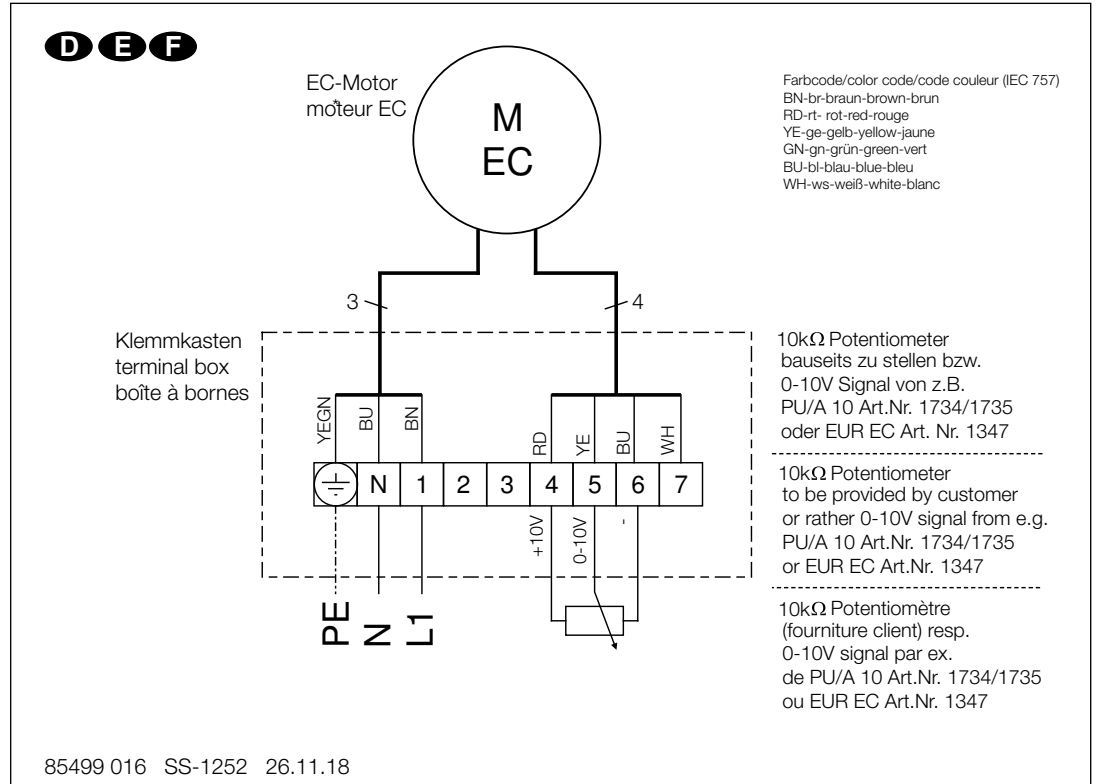 D E F
EC-Motor
moteur EC
M
EC
Farbcode/color code/code couleur (IEC 757)
BN-br-braun-brown-brun
RD-rt- rot-red-rouge
YE-ge-gelb-yellow-jaune
GN-gn-grün-green-vert
BU-bl-blau-blue-bleu
WH-ws-weiß-white-blanc
3
4
Klemmkasten
terminal box
boîte à bornes
YEGN BU BN RD YE BU WH
N 1 2 3 4 5 6 7
+10V 0-10V -
PE N L1
10kΩ Potentiometer
bauseits zu stellen bzw.
0-10V Signal von z.B.
PU/A 10 Art.Nr. 1734/1735
oder EUR EC Art. Nr. 1347
10kΩ Potentiometer
to be provided by customer
or rather 0-10V signal from e.g.
PU/A 10 Art.Nr. 1734/1735
or EUR EC Art.Nr. 1347
10kΩ Potentiomètre
(fourniture client) resp.
0-10V signal par ex.
de PU/A 10 Art.Nr. 1734/1735
ou EUR EC Art.Nr. 1347
85499 016 SS-1252 26.11.18